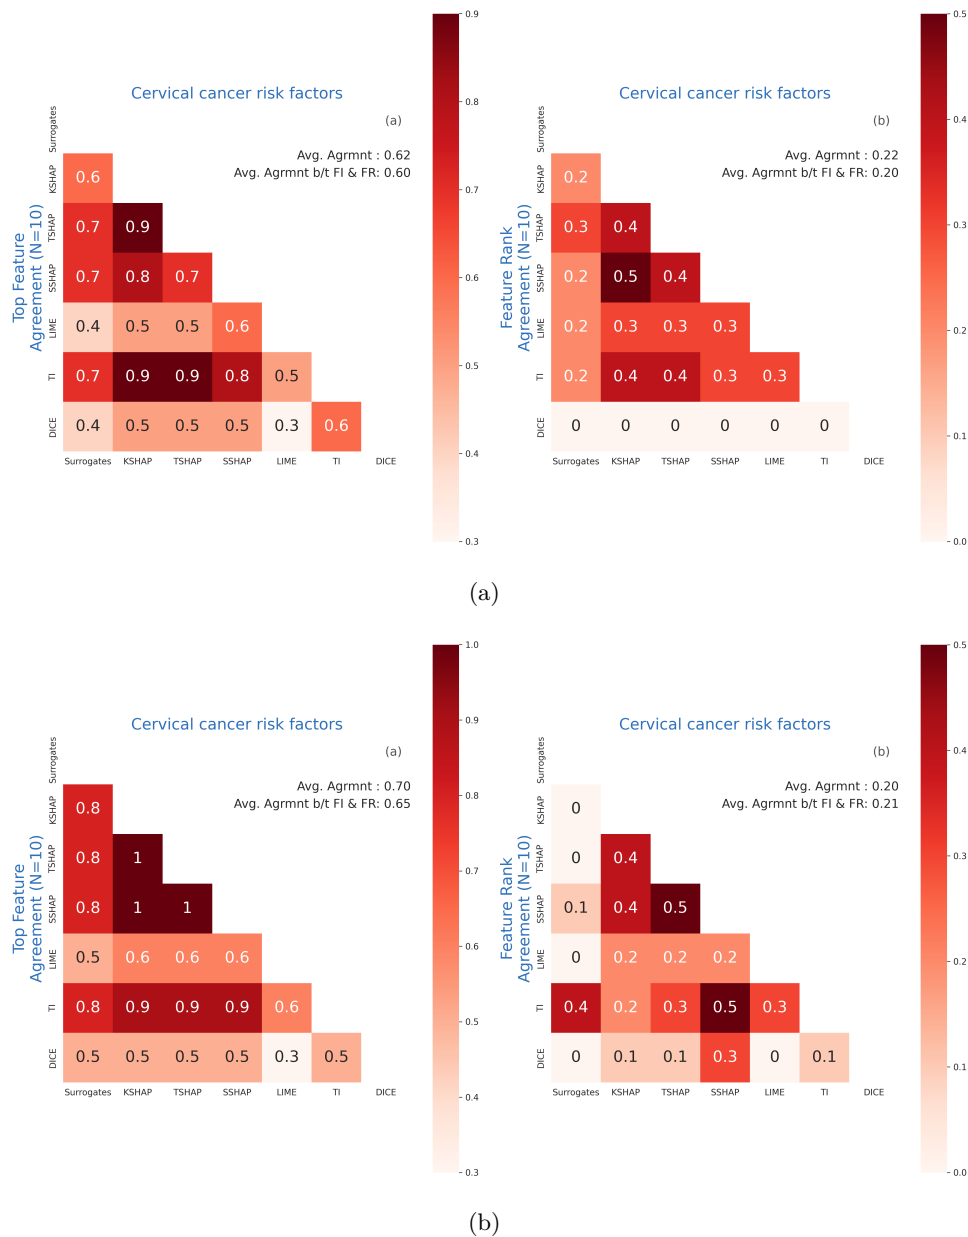 Cervical cancer risk factors
(a)
Avg. Agrmnt : 0.62
Avg. Agrmnt b/t FI & FR: 0.60
Top Feature
Agreement (N=10)
Surrogates
KSHAP 0.6
TSHAP 0.7 0.9
SSHAP 0.7 0.8 0.7
LIME 0.4 0.5 0.5 0.6
TI 0.7 0.9 0.9 0.8 0.5
DICE 0.4 0.5 0.5 0.5 0.3 0.6
Surrogates KSHAP TSHAP SSHAP LIME TI DICE
0.9
0.8
0.7
0.6
0.5
0.4
0.3
Cervical cancer risk factors
(b)
Avg. Agrmnt : 0.22
Avg. Agrmnt b/t FI & FR: 0.20
Feature Rank
Agreement (N=10)
Surrogates
KSHAP 0.2
TSHAP 0.3 0.4
SSHAP 0.2 0.5 0.4
LIME 0.2 0.3 0.3 0.3
TI 0.2 0.4 0.4 0.3 0.3
DICE 0 0 0 0 0 0
Surrogates KSHAP TSHAP SSHAP LIME TI DICE
0.5
0.4
0.3
0.2
0.1
0.0
(a)
Cervical cancer risk factors
(a)
Avg. Agrmnt : 0.70
Avg. Agrmnt b/t FI & FR: 0.65
Top Feature
Agreement (N=10)
Surrogates
KSHAP 0.8
TSHAP 0.8 1
SSHAP 0.8 1 1
LIME 0.5 0.6 0.6 0.6
TI 0.8 0.9 0.9 0.9 0.6
DICE 0.5 0.5 0.5 0.5 0.3 0.5
Surrogates KSHAP TSHAP SSHAP LIME TI DICE
1.0
0.9
0.8
0.7
0.6
0.5
0.4
0.3
Cervical cancer risk factors
(b)
Avg. Agrmnt : 0.20
Avg. Agrmnt b/t FI & FR: 0.21
Feature Rank
Agreement (N=10)
Surrogates
KSHAP 0
TSHAP 0 0.4
SSHAP 0.1 0.4 0.5
LIME 0 0.2 0.2 0.2
TI 0.4 0.2 0.3 0.5 0.3
DICE 0 0.1 0.1 0.3 0 0.1
Surrogates KSHAP TSHAP SSHAP LIME TI DICE
0.5
0.4
0.3
0.2
0.1
0.0
(b)